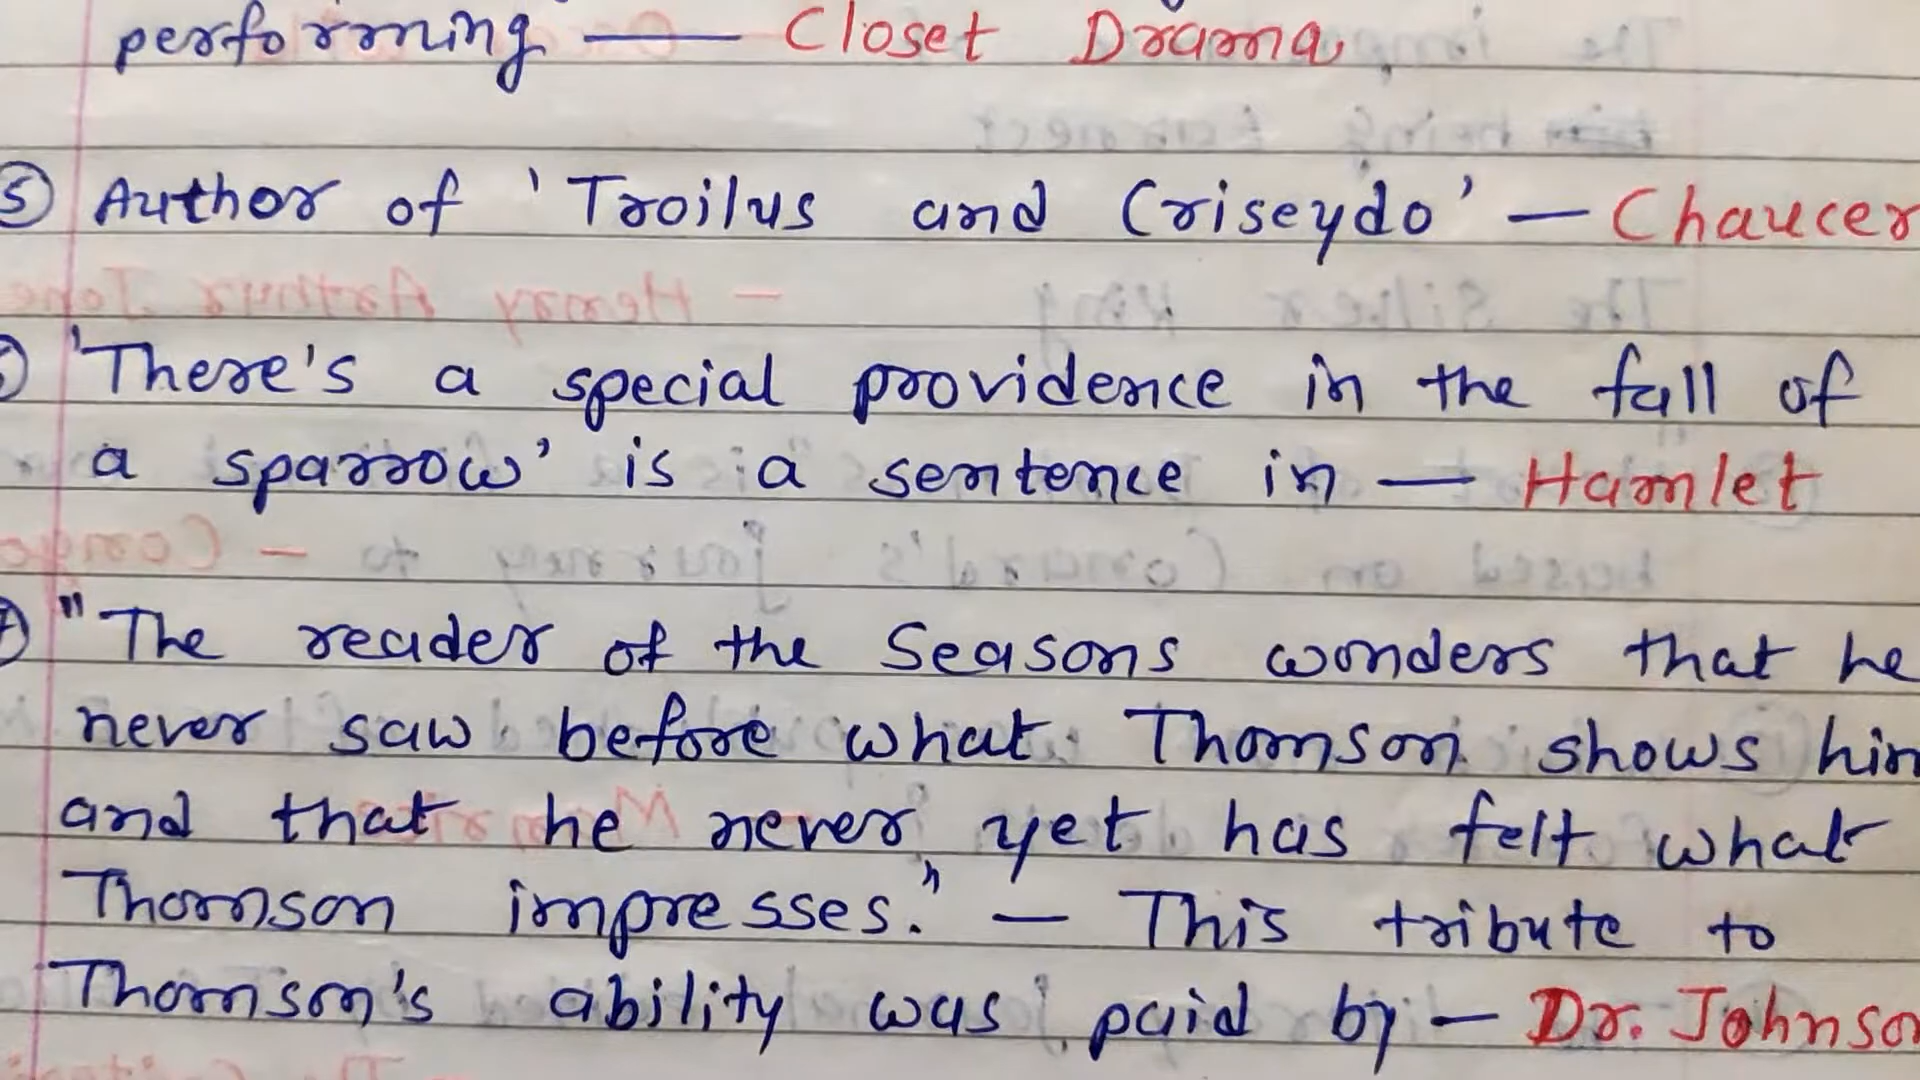 performing — Closet Drama
⑤ Author of 'Troilus and Criseydo' — Chaucer
'There's a special providence in the fall of
a sparrow' is a sentence in — Hamlet
"The reader of the Seasons wonders that he
never saw before what Thomson shows him
and that he never yet has felt what
Thomson impresses." — This tribute to
Thomson's ability was paid by — Dr. Johnson